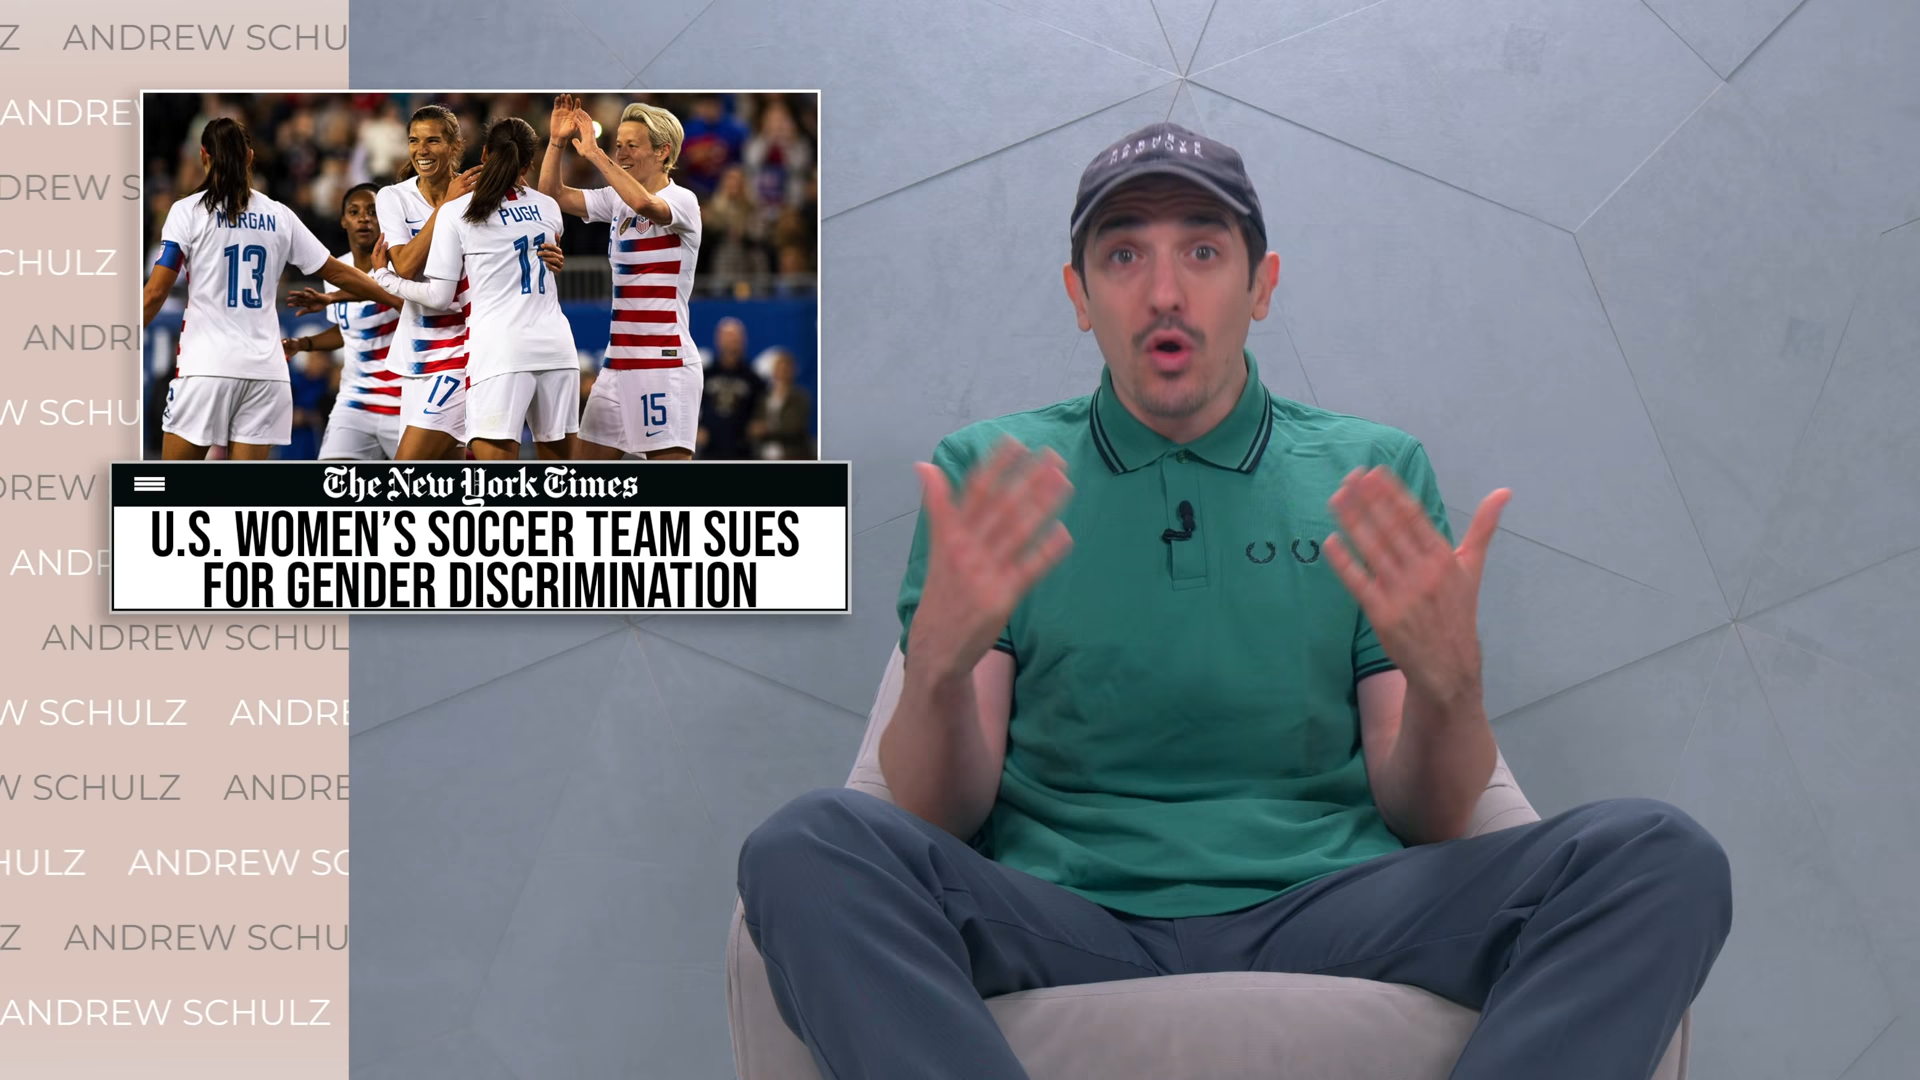 Z ANDREW SCHU
ANDREW
DREW S
CHULZ
ANDR
W SCHU
DREW
AND
ANDREW SCHUL
W SCHULZ ANDRE
W SCHULZ ANDRE
HULZ ANDREW SC
Z ANDREW SCHU
ANDREW SCHULZ
MORGAN
13
PUGH
11
19
17
15
The New York Times
U.S. WOMEN’S SOCCER TEAM SUES
FOR GENDER DISCRIMINATION